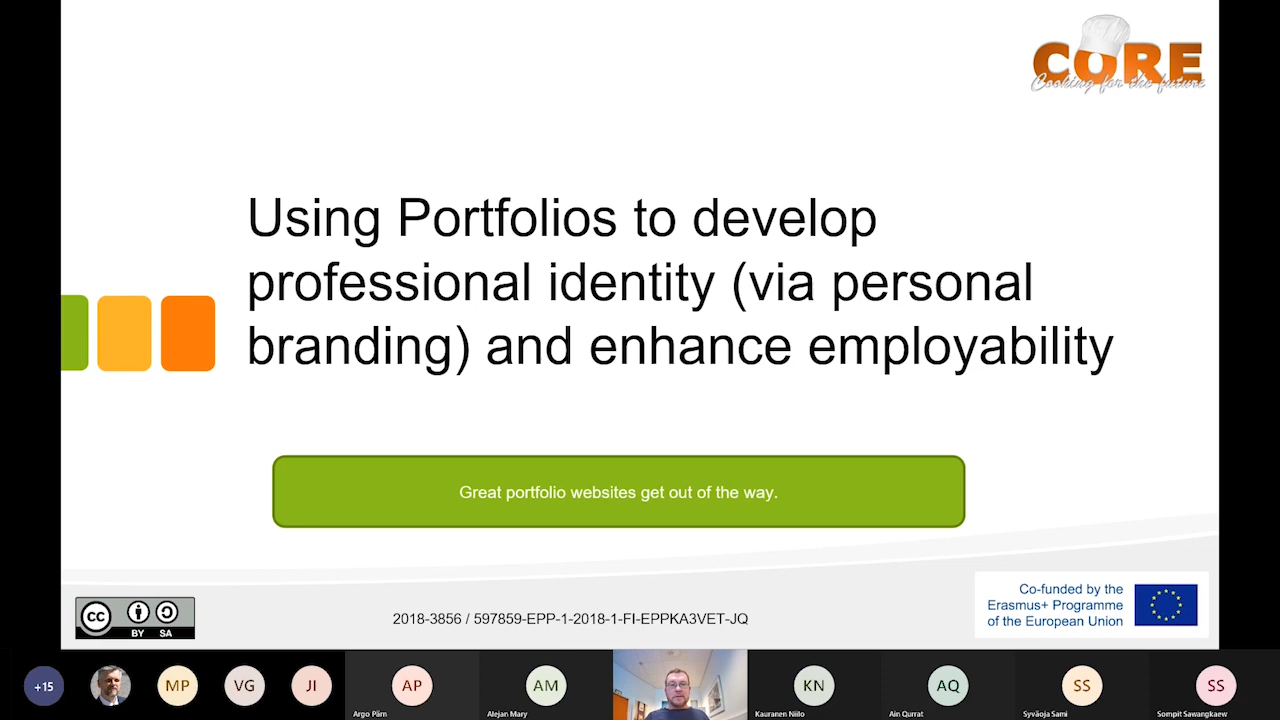 CORE
Cooking for the future
Using Portfolios to develop
professional identity (via personal
branding) and enhance employability
Great portfolio websites get out of the way.
cc
BY SA
2018-3856 / 597859-EPP-1-2018-1-FI-EPPKA3VET-JQ
Co-funded by the
Erasmus+ Programme
of the European Union
+15
MP
VG
JI
AP
Argo Pärn
AM
Alejan Mary
KN
Kauranen Niilo
AQ
Ain Qurrat
SS
Syväoja Sami
SS
Sompit Sawangkaew